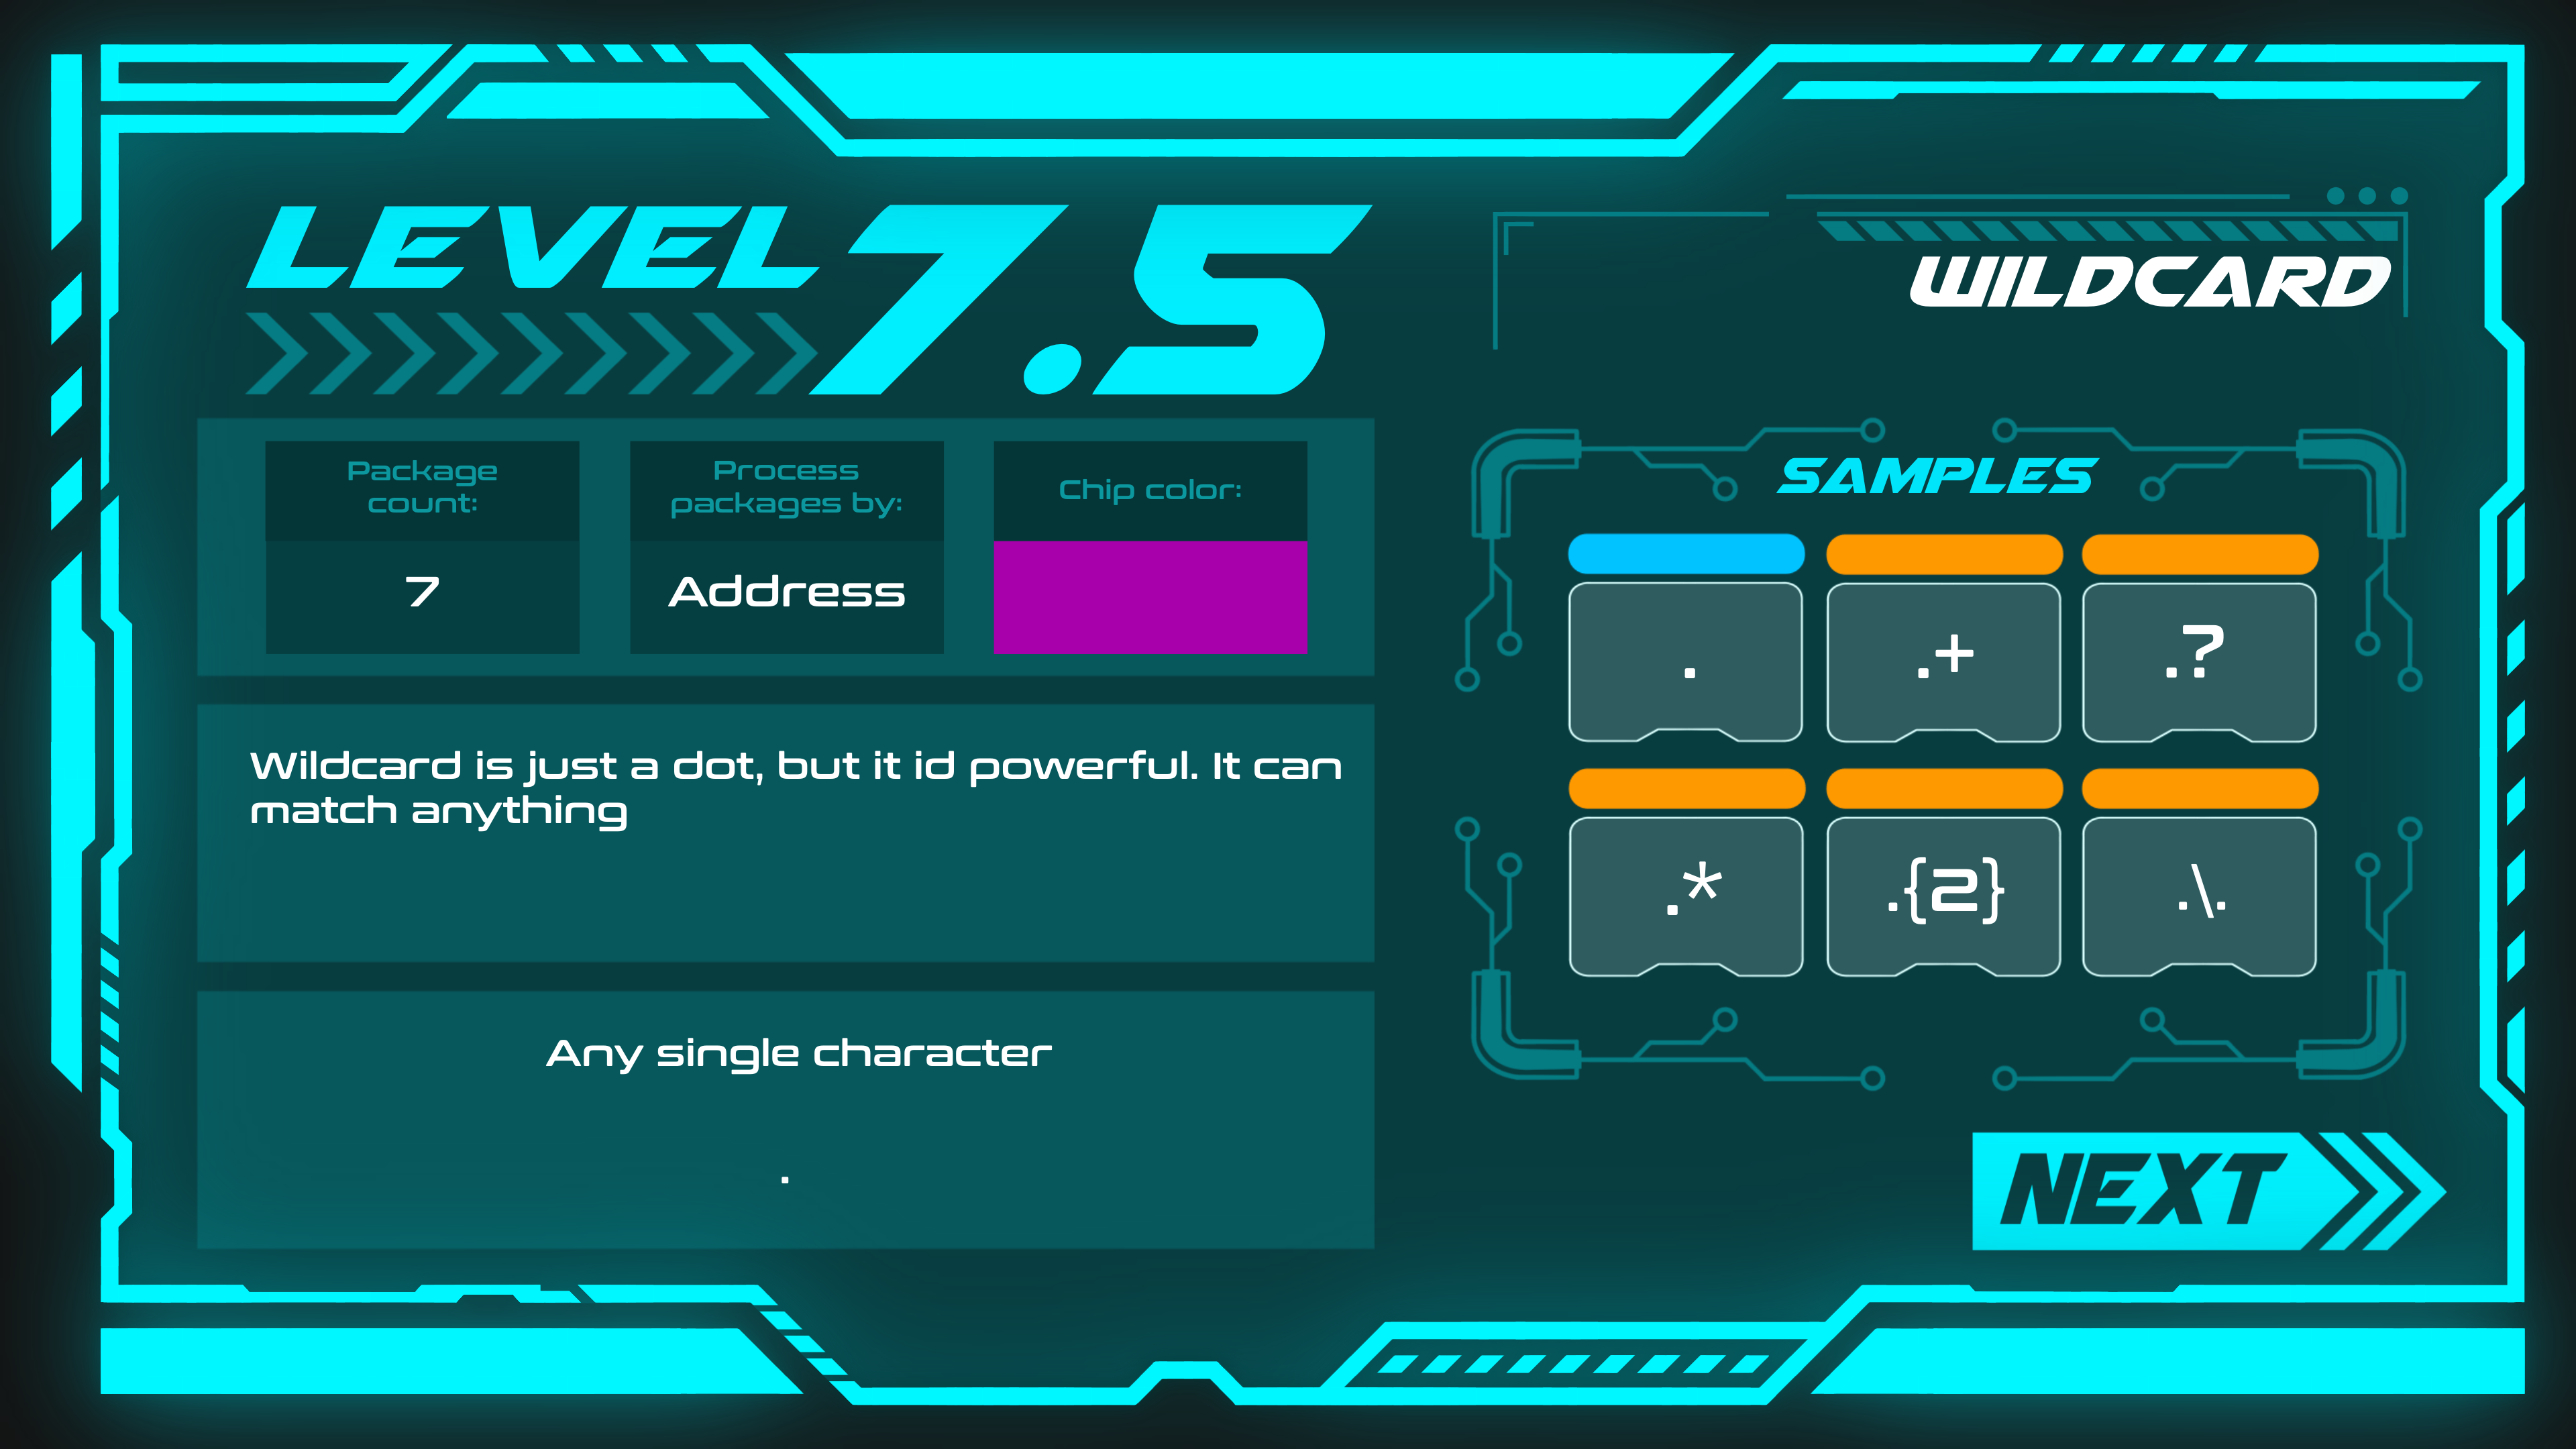 LEVEL 7.5
WILDCARD
Package
count:
7
Process
packages by:
Address
Chip color:
Wildcard is just a dot, but it id powerful. It can
match anything
Any single character
.
SAMPLES
.
.+
.?
.*
.{2}
.\.
NEXT